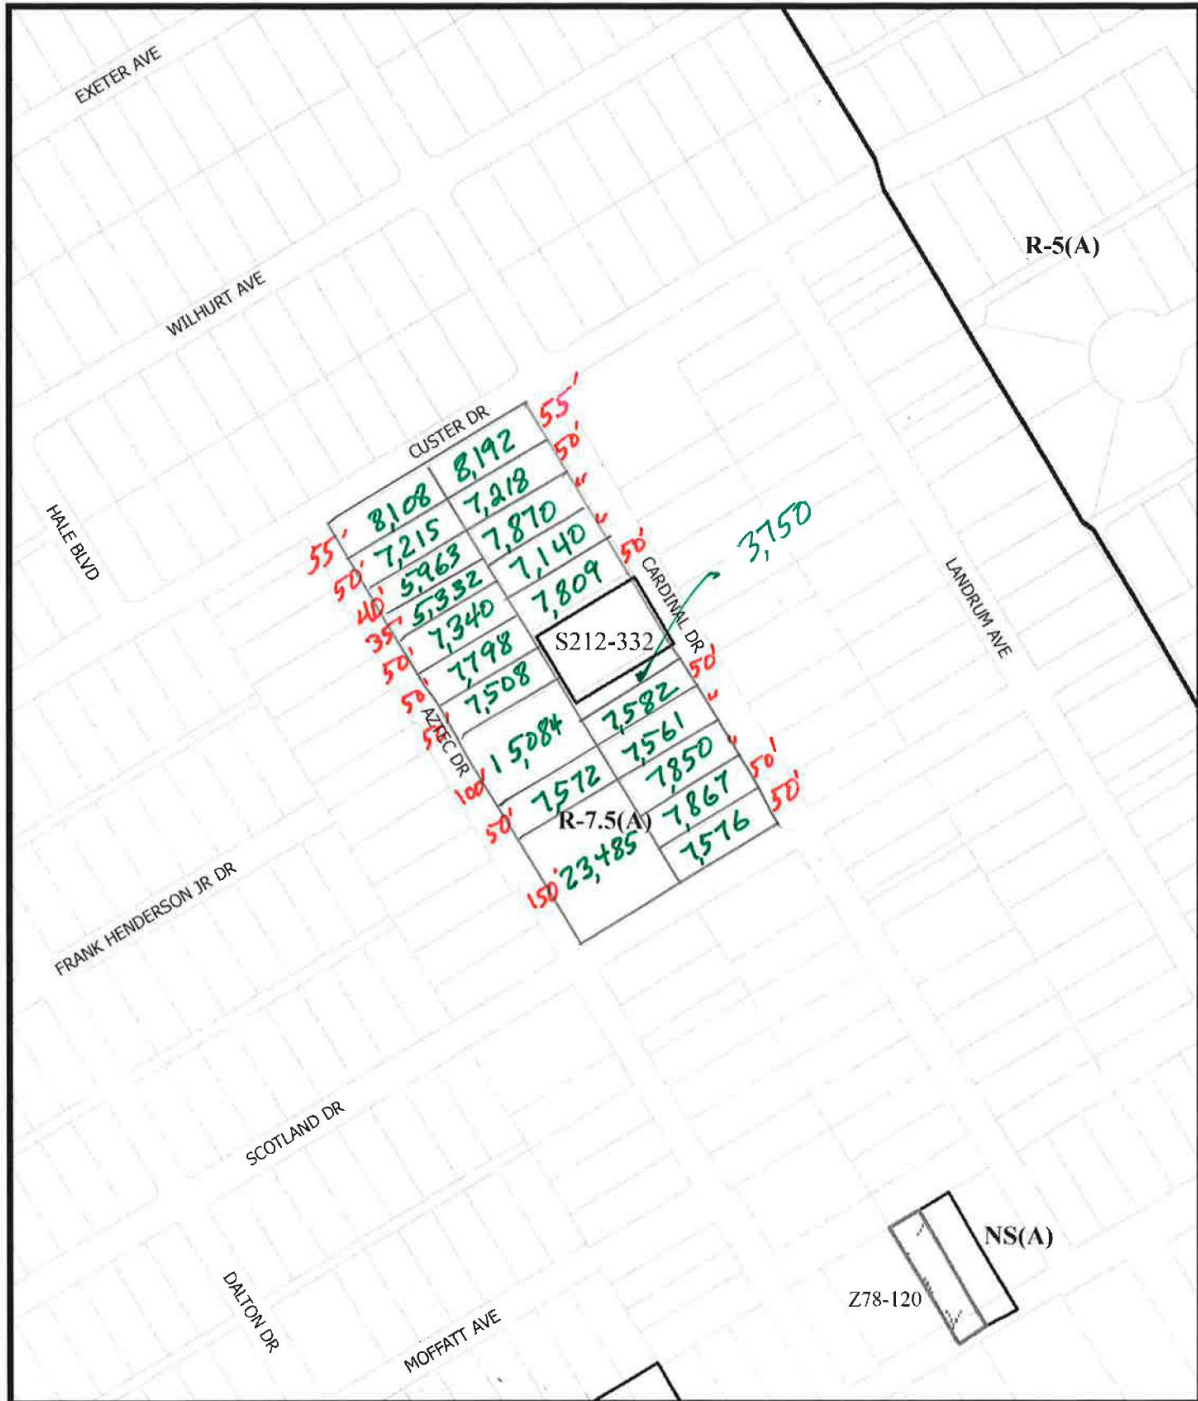 EXETER AVE
R-5(A)
WILHURT AVE
CUSTER DR
55'
8,108 8,192
50'
55'
7,215 7,218
"
50'
5,963 7,870
"
40'
5,332 7,140
50'
35'
7,340 7,809
50'
7,798
50'
7,508
50'
S212-332
CARDINAL DR
3,750
HALE BLVD
LANDRUM AVE
AZTEC DR
15,084
100'
7,582
50'
7,561
"
7,572
50'
7,850
"
R-7.5(A)
7,867
50'
23,485
150'
7,576
50'
FRANK HENDERSON JR DR
SCOTLAND DR
DALTON DR
MOFFATT AVE
NS(A)
Z78-120